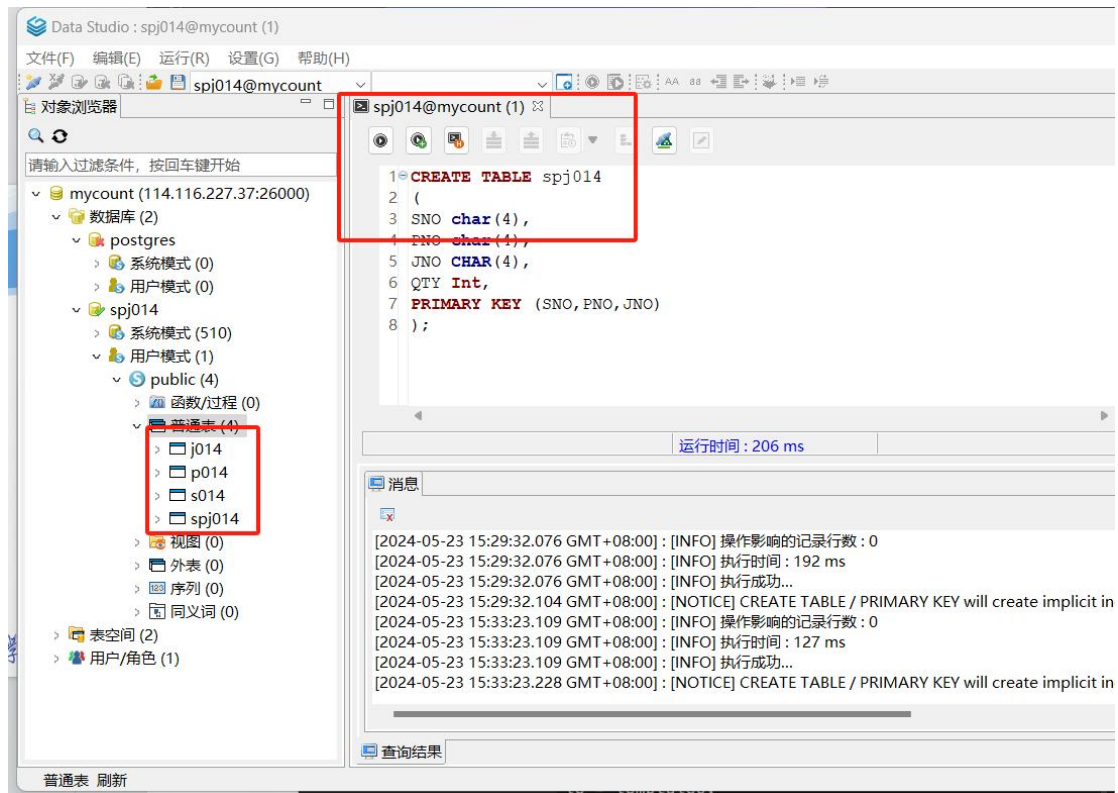 Data Studio : spj014@mycount (1)
文件(F) 编辑(E) 运行(R) 设置(G) 帮助(H)
spj014@mycount
AA aa
对象浏览器
请输入过滤条件，按回车键开始
mycount (114.116.227.37:26000)
数据库 (2)
postgres
系统模式 (0)
用户模式 (0)
spj014
系统模式 (510)
用户模式 (1)
public (4)
函数/过程 (0)
普通表 (4)
j014
p014
s014
spj014
视图 (0)
外表 (0)
序列 (0)
同义词 (0)
表空间 (2)
用户/角色 (1)
spj014@mycount (1)
1 CREATE TABLE spj014
2 (
3 SNO char(4),
4 PNO char(4),
5 JNO CHAR(4),
6 QTY Int,
7 PRIMARY KEY (SNO,PNO,JNO)
8 );
运行时间 : 206 ms
消息
[2024-05-23 15:29:32.076 GMT+08:00] : [INFO] 操作影响的记录行数 : 0
[2024-05-23 15:29:32.076 GMT+08:00] : [INFO] 执行时间 : 192 ms
[2024-05-23 15:29:32.076 GMT+08:00] : [INFO] 执行成功...
[2024-05-23 15:29:32.104 GMT+08:00] : [NOTICE] CREATE TABLE / PRIMARY KEY will create implicit in
[2024-05-23 15:33:23.109 GMT+08:00] : [INFO] 操作影响的记录行数 : 0
[2024-05-23 15:33:23.109 GMT+08:00] : [INFO] 执行时间 : 127 ms
[2024-05-23 15:33:23.109 GMT+08:00] : [INFO] 执行成功...
[2024-05-23 15:33:23.228 GMT+08:00] : [NOTICE] CREATE TABLE / PRIMARY KEY will create implicit in
查询结果
普通表 刷新